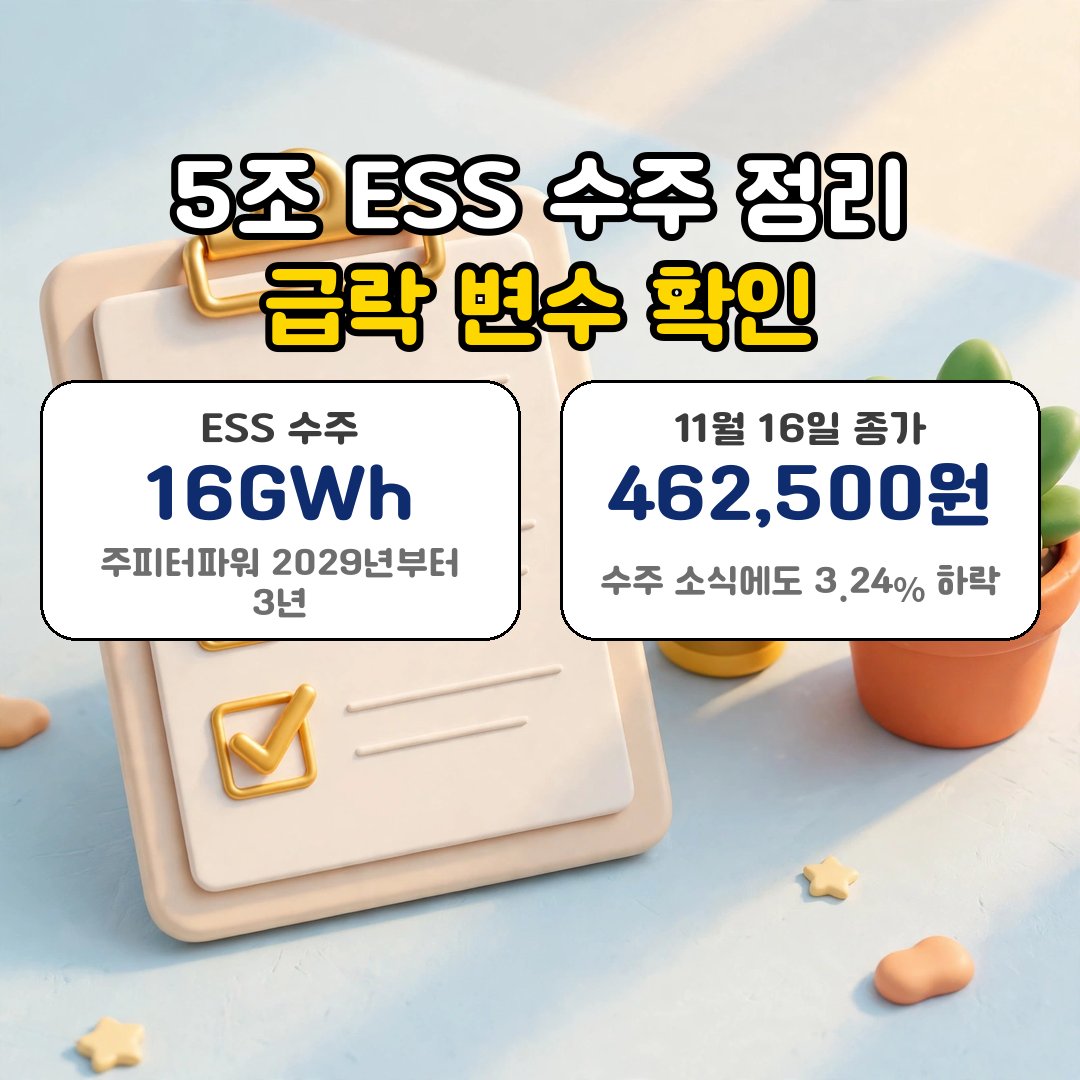 5조 ESS 수주 정리
급락 변수 확인
ESS 수주
16GWh
주피터파워 2029년부터
3년
11월 16일 종가
462,500원
수주 소식에도 3.24% 하락